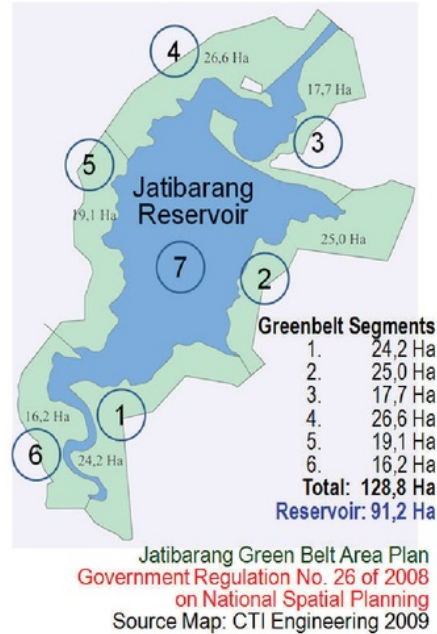 4
26,6 Ha
17,7 Ha
3
5
19,1 Ha
Jatibarang
Reservoir
7
25,0 Ha
2
Greenbelt Segments
1. 24,2 Ha
2. 25,0 Ha
3. 17,7 Ha
4. 26,6 Ha
5. 19,1 Ha
6. 16,2 Ha
Total: 128,8 Ha
Reservoir: 91,2 Ha
16,2 Ha
1
6
24,2 Ha
Jatibarang Green Belt Area Plan
Government Regulation No. 26 of 2008
on National Spatial Planning
Source Map: CTI Engineering 2009